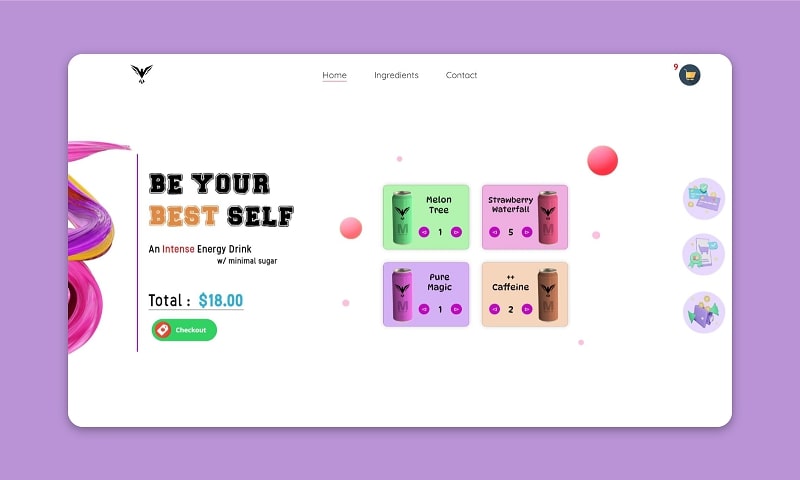 Home
Ingredients
Contact
9
BE YOUR
BEST SELF
An Intense Energy Drink
w/ minimal sugar
Total : $18.00
Checkout
Melon
Tree
M
1
Strawberry
Waterfall
M
5
Pure
Magic
M
1
++
Caffeine
M
2